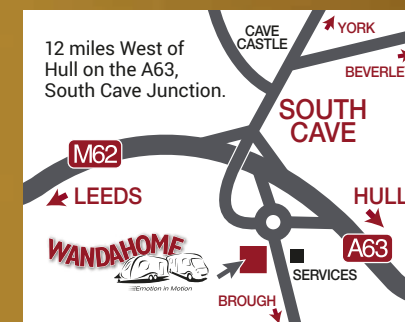 12 miles West of
Hull on the A63,
South Cave Junction.
CAVE
CASTLE
YORK
BEVERLE
SOUTH
CAVE
M62
LEEDS
HULL
A63
WANDAHOME
Emotion in Motion
SERVICES
BROUGH